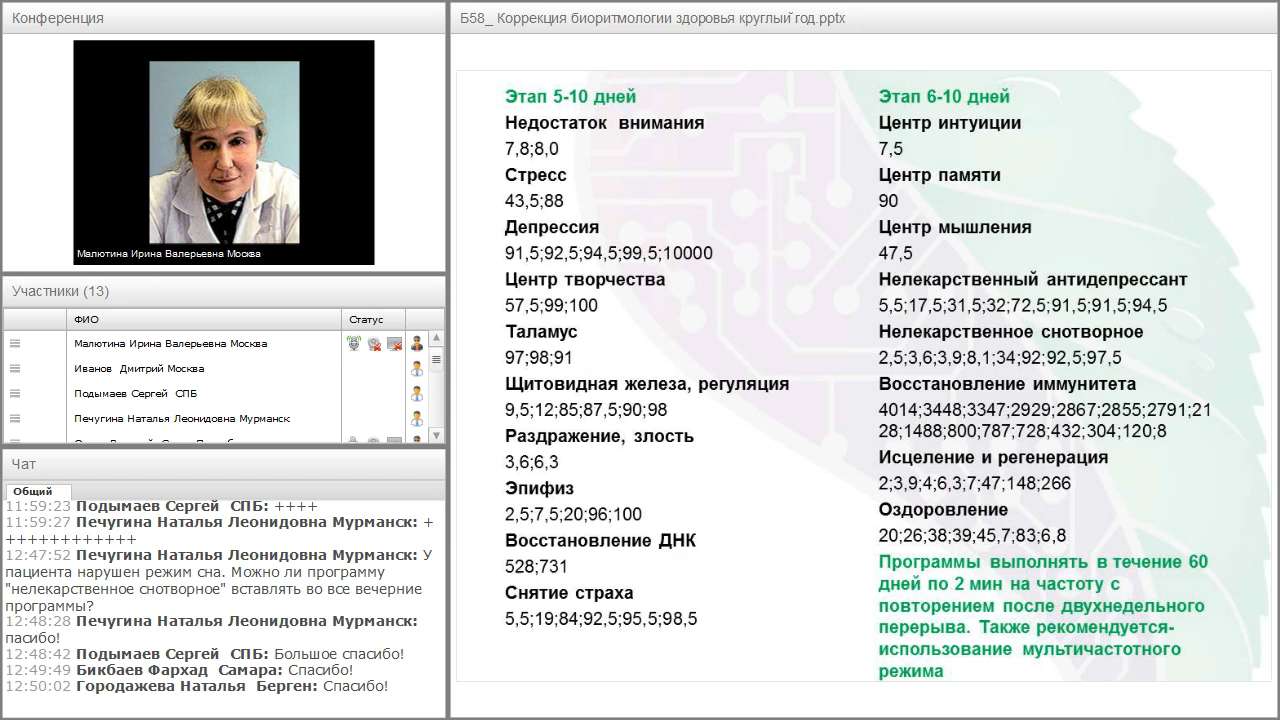 Конференция
Малютина Ирина Валерьевна Москва
Участники (13)
ФИО
Статус
Малютина Ирина Валерьевна Москва
Иванов Дмитрий Москва
Подымаев Сергей СПБ
Печугина Наталья Леонидовна Мурманск
Чат
Общий
11:59:23 Подымаев Сергей СПБ: ++++
11:59:27 Печугина Наталья Леонидовна Мурманск: +
++++++++++++
12:47:52 Печугина Наталья Леонидовна Мурманск: У
пациента нарушен режим сна. Можно ли программу
"нелекарственное снотворное" вставлять во все вечерние
программы?
12:48:28 Печугина Наталья Леонидовна Мурманск:
пасибо!
12:48:42 Подымаев Сергей СПБ: Большое спасибо!
12:49:49 Бикбаев Фархад Самара: Спасибо!
12:50:02 Городажева Наталья Берген: Спасибо!
Б58_ Коррекция биоритмологии здоровья круглый год.pptx
Этап 5-10 дней
Недостаток внимания
7,8;8,0
Стресс
43,5;88
Депрессия
91,5;92,5;94,5;99,5;10000
Центр творчества
57,5;99;100
Таламус
97;98;91
Щитовидная железа, регуляция
9,5;12;85;87,5;90;98
Раздражение, злость
3,6;6,3
Эпифиз
2,5;7,5;20;96;100
Восстановление ДНК
528;731
Снятие страха
5,5;19;84;92,5;95,5;98,5
Этап 6-10 дней
Центр интуиции
7,5
Центр памяти
90
Центр мышления
47,5
Нелекарственный антидепрессант
5,5;17,5;31,5;32;72,5;91,5;91,5;94,5
Нелекарственное снотворное
2,5;3,6;3,9;8,1;34;92;92,5;97,5
Восстановление иммунитета
4014;3448;3347;2929;2867;2855;2791;21
28;1488;800;787;728;432;304;120;8
Исцеление и регенерация
2;3,9;4;6,3;7;47;148;266
Оздоровление
20;26;38;39;45,7;83;6,8
Программы выполнять в течение 60
дней по 2 мин на частоту с
повторением после двухнедельного
перерыва. Также рекомендуется-
использование мультичастотного
режима